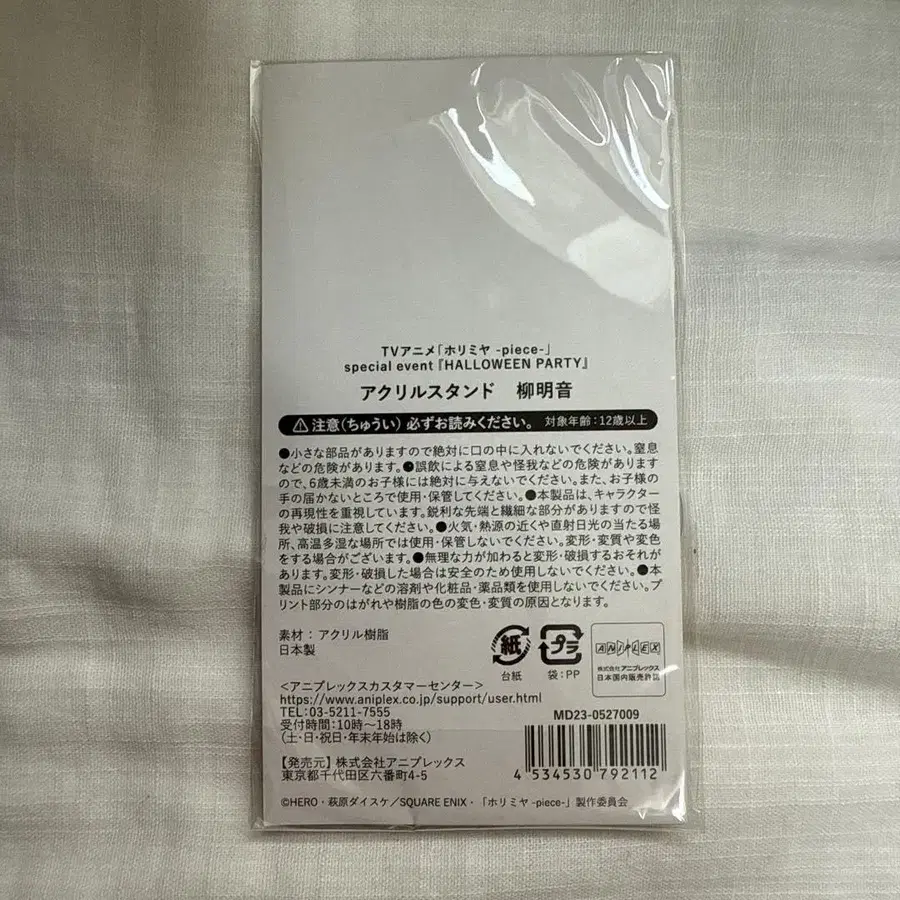 TVアニメ「ホリミヤ -piece-」
special event『HALLOWEEN PARTY』
アクリルスタンド 柳明音
注意(ちゅうい)必ずお読みください。 対象年齢:12歳以上
●小さな部品がありますので絶対に口の中に入れないでください。窒息
などの危険があります。●誤飲による窒息や怪我などの危険があります
ので、6歳未満のお子様には絶対に与えないでください。また、お子様の
手の届かないところで使用・保管してください。●本製品は、キャラクター
の再現性を重視しています。鋭利な先端と繊細な部分がありますので怪
我や破損に注意してください。●火気・熱源の近くや直射日光の当たる場
所、高温多湿な場所では使用・保管しないでください。変形・変質や変色
をする場合がございます。●無理な力が加わると変形・破損するおそれが
あります。変形・破損した場合は安全のため使用しないでください。●本
製品にシンナーなどの溶剤や化粧品・薬品類を使用しないでください。プ
リント部分のはがれや樹脂の色の変色・変質の原因となります。
素材:アクリル樹脂
日本製
紙
台紙
プラ
袋:PP
ANIPLEX
株式会社アニプレックス
日本国内販売許諾
<アニプレックスカスタマーセンター>
https://www.aniplex.co.jp/support/user.html
TEL:03-5211-7555
受付時間:10時~18時
(土・日・祝日・年末年始は除く)
【発売元】株式会社アニプレックス
東京都千代田区六番町4-5
MD23-0527009
4 534530 792112
©HERO・萩原ダイスケ/SQUARE ENIX・「ホリミヤ -piece-」製作委員会